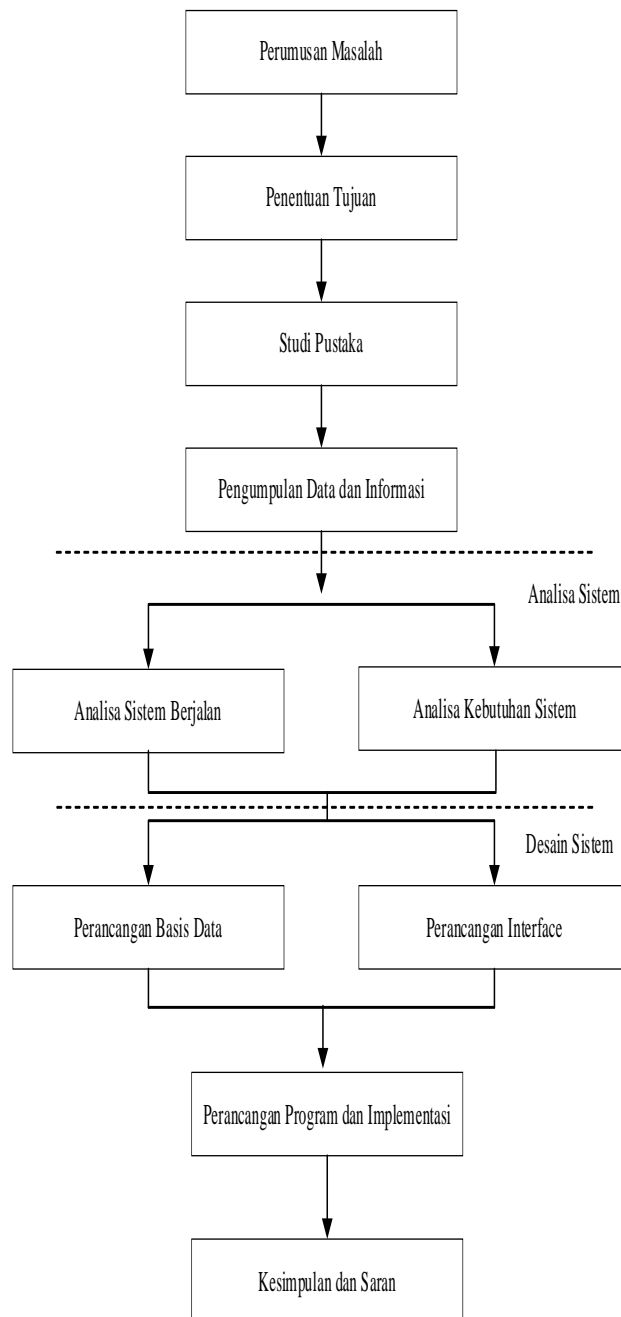 Perumusan Masalah
Penentuan Tujuan
Studi Pustaka
Pengumpulan Data dan Informasi
Analisa Sistem
Analisa Sistem Berjalan
Analisa Kebutuhan Sistem
Desain Sistem
Perancangan Basis Data
Perancangan Interface
Perancangan Program dan Implementasi
Kesimpulan dan Saran